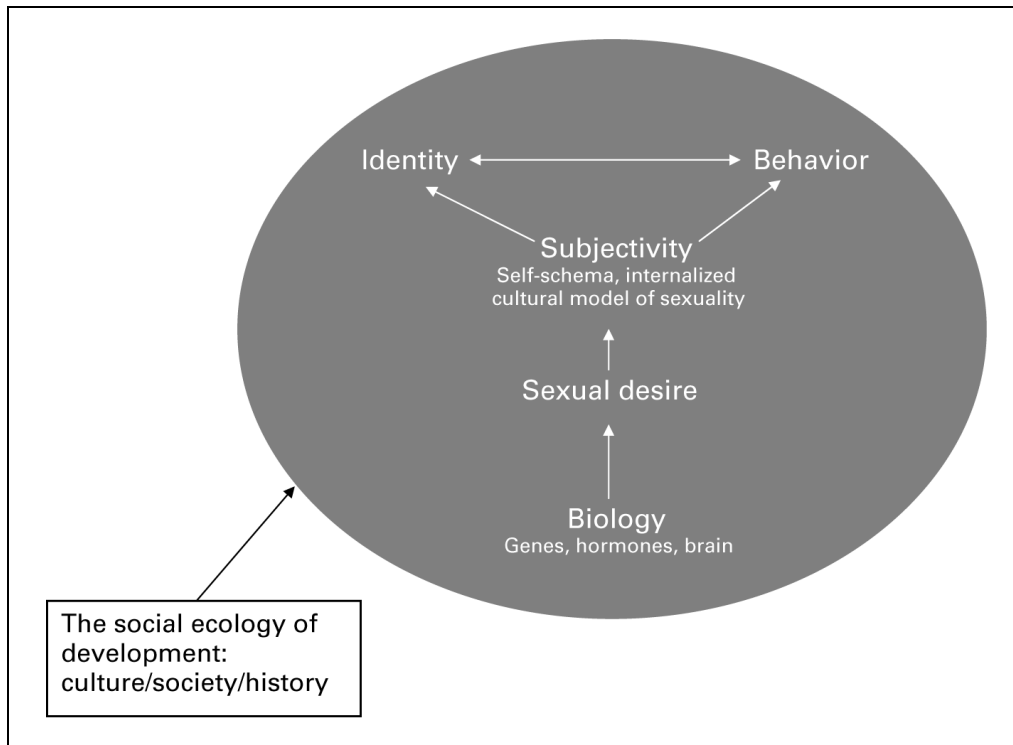 Identity
Behavior
Subjectivity
Self-schema, internalized
cultural model of sexuality
Sexual desire
Biology
Genes, hormones, brain
The social ecology of
development:
culture/society/history